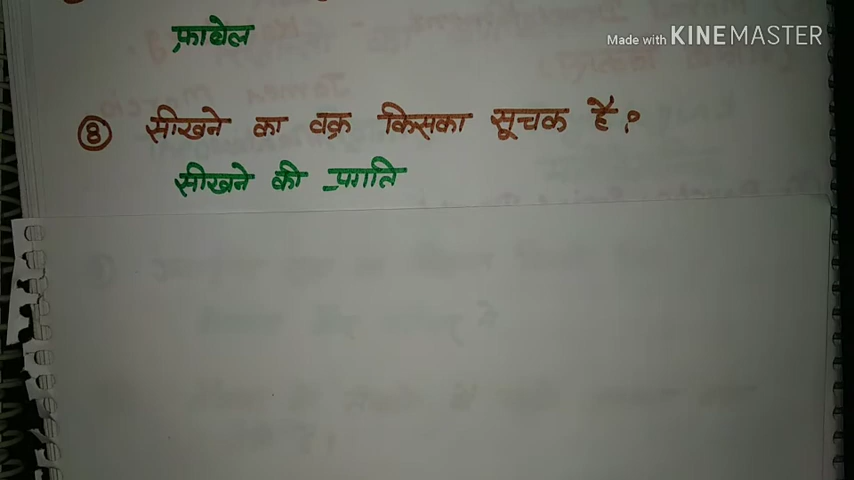 फ्राबेल
Made with KINEMASTER
⑧ सीखने का वक्र किसका सूचक है?
सीखने की प्रगति